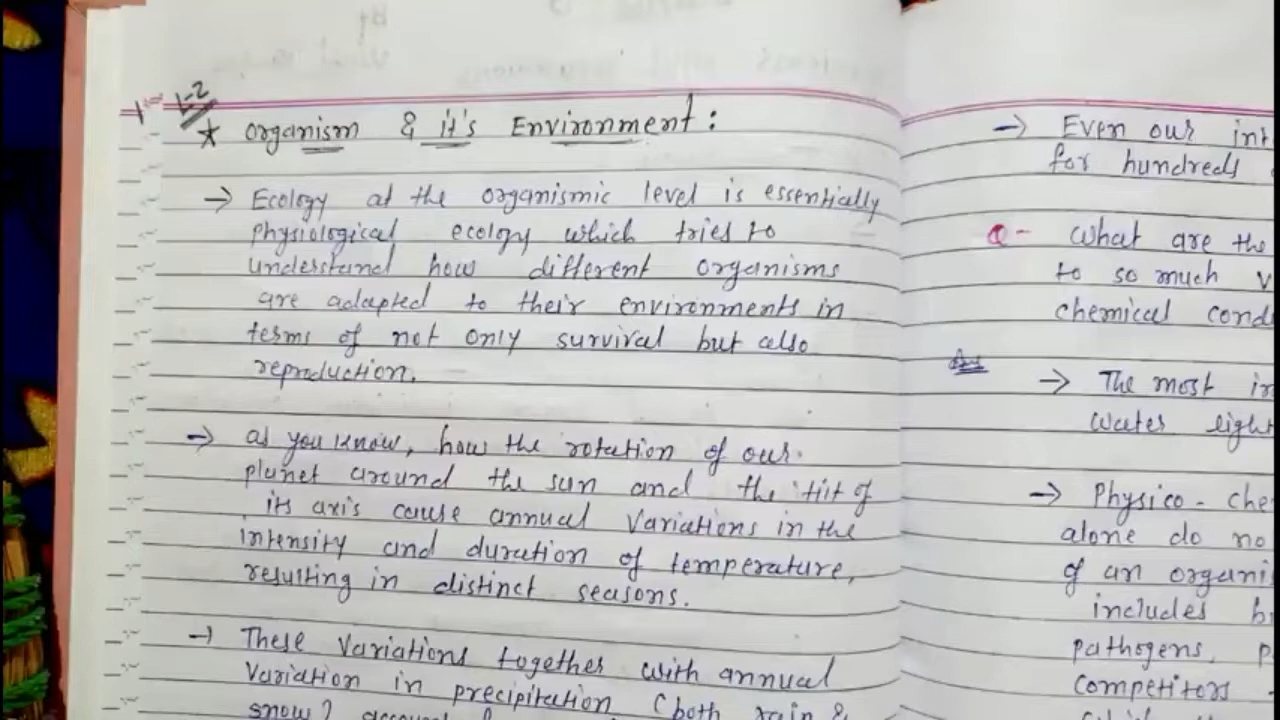 L-2
★ Organism & it's Environment :
→ Ecology at the organismic level is essentially
physiological ecology which tries to
understand how different organisms
are adapted to their environments in
terms of not only survival but also
reproduction.
→ as you know, how the rotation of our
planet around the sun and the tilt of
its axis cause annual variations in the
intensity and duration of temperature,
resulting in distinct seasons.
→ These variations together with annual
variation in precipitation (both rain &
snow)
→ Even our int
for hundreds
Q- What are the
to so much v
chemical cond
Ans
→ The most i
water light
→ Physico - che
alone do no
of an organi
includes b
pathogens, p
competitors